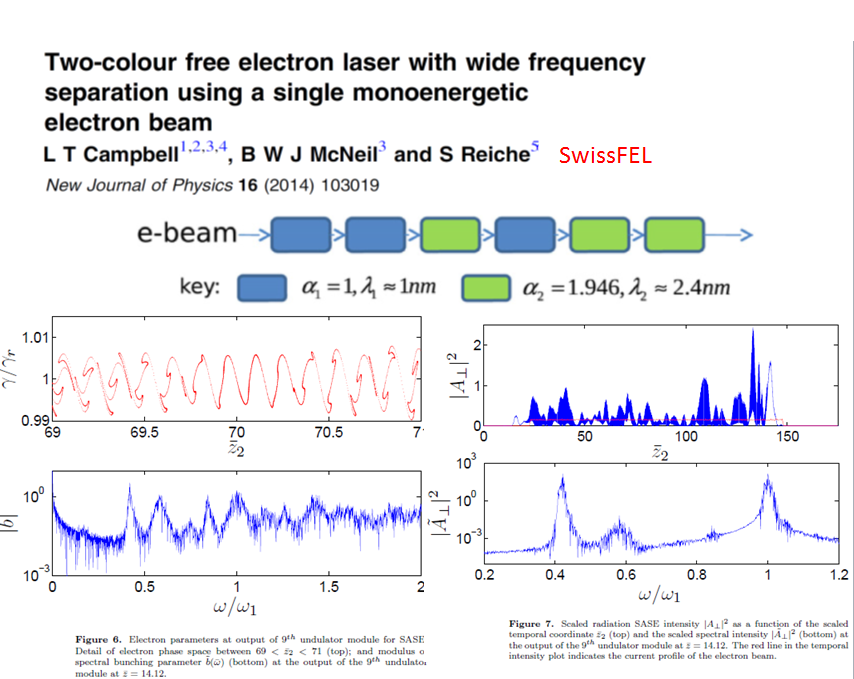 Two-colour free electron laser with wide frequency
separation using a single monoenergetic
electron beam
L T Campbell1,2,3,4, B W J McNeil3 and S Reiche5 SwissFEL
New Journal of Physics 16 (2014) 103019
e-beam
key: α1 = 1, λ1 ≈ 1nm α2 = 1.946, λ2 ≈ 2.4nm
γ/γr
1.01
1
0.99
69 69.5 70 70.5 7
z̄2
|b|
10^0
10^-3
0 0.5 1 1.5 2
ω/ω1
Figure 6. Electron parameters at output of 9th undulator module for SASE
Detail of electron phase space between 69 < z̄2 < 71 (top); and modulus o
spectral bunching parameter b̃(ω̄) (bottom) at the output of the 9th undulato
module at z̄ = 14.12.
|A⊥|^2
2
1
0
0 50 100 150
z̄2
|Ã⊥|^2
10^3
10^0
10^-3
0.2 0.4 0.6 0.8 1 1.2
ω/ω1
Figure 7. Scaled radiation SASE intensity |A⊥|^2 as a function of the scaled
temporal coordinate z̄2 (top) and the scaled spectral intensity |Ã⊥|^2 (bottom) at
the output of the 9th undulator module at z̄ = 14.12. The red line in the temporal
intensity plot indicates the current profile of the electron beam.